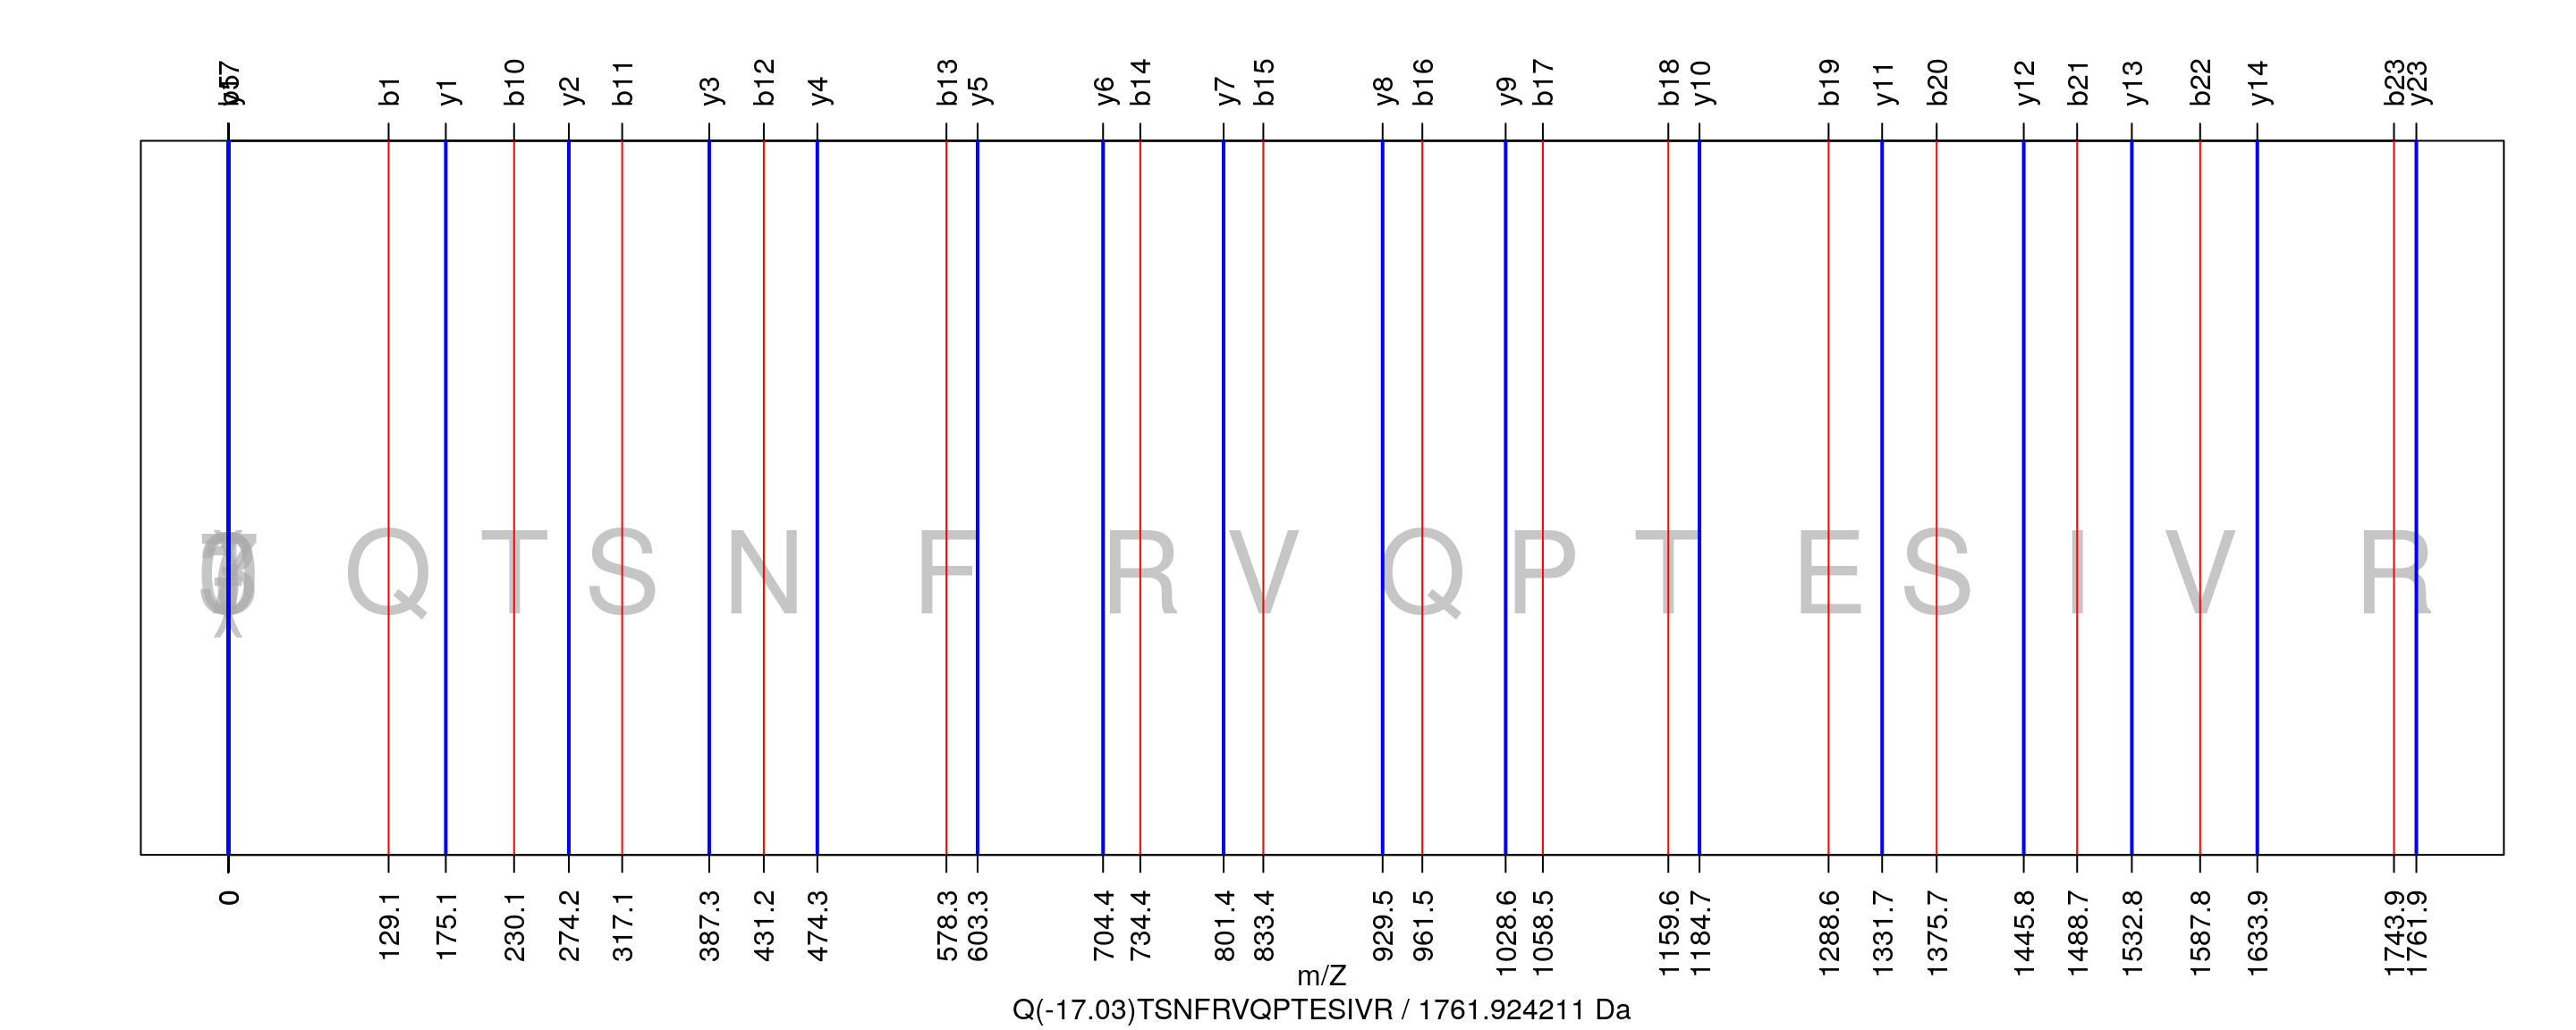 b1 y1 b10 y2 b11 y3 b12 y4 b13 y5 y6 b14 y7 b15 y8 b16 y9 b17 b18 y10 b19 y11 b20 y12 b21 y13 b22 y14 b23 y23
Q T S N F R V Q P T E S I V R
0 129.1 175.1 230.1 274.2 317.1 387.3 431.2 474.3 578.3 603.3 704.4 734.4 801.4 833.4 929.5 961.5 1028.6 1058.5 1159.6 1184.7 1288.6 1331.7 1375.7 1445.8 1488.7 1532.8 1587.8 1633.9 1743.9 1761.9
m/Z
Q(-17.03)TSNFRVQPTESIVR / 1761.924211 Da